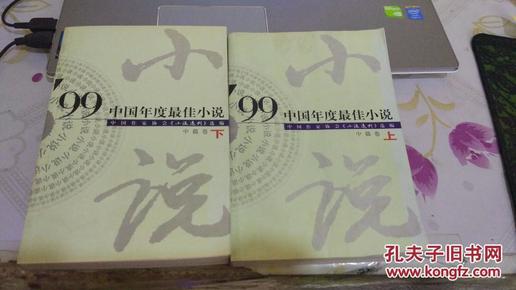 小
说
'99
中国年度最佳小说
中国作家协会《小说选刊》选编
中篇卷 下
小
说
'99
中国年度最佳小说
中国作家协会《小说选刊》选编
中篇卷 上
孔夫子旧书网
www.kongfz.com